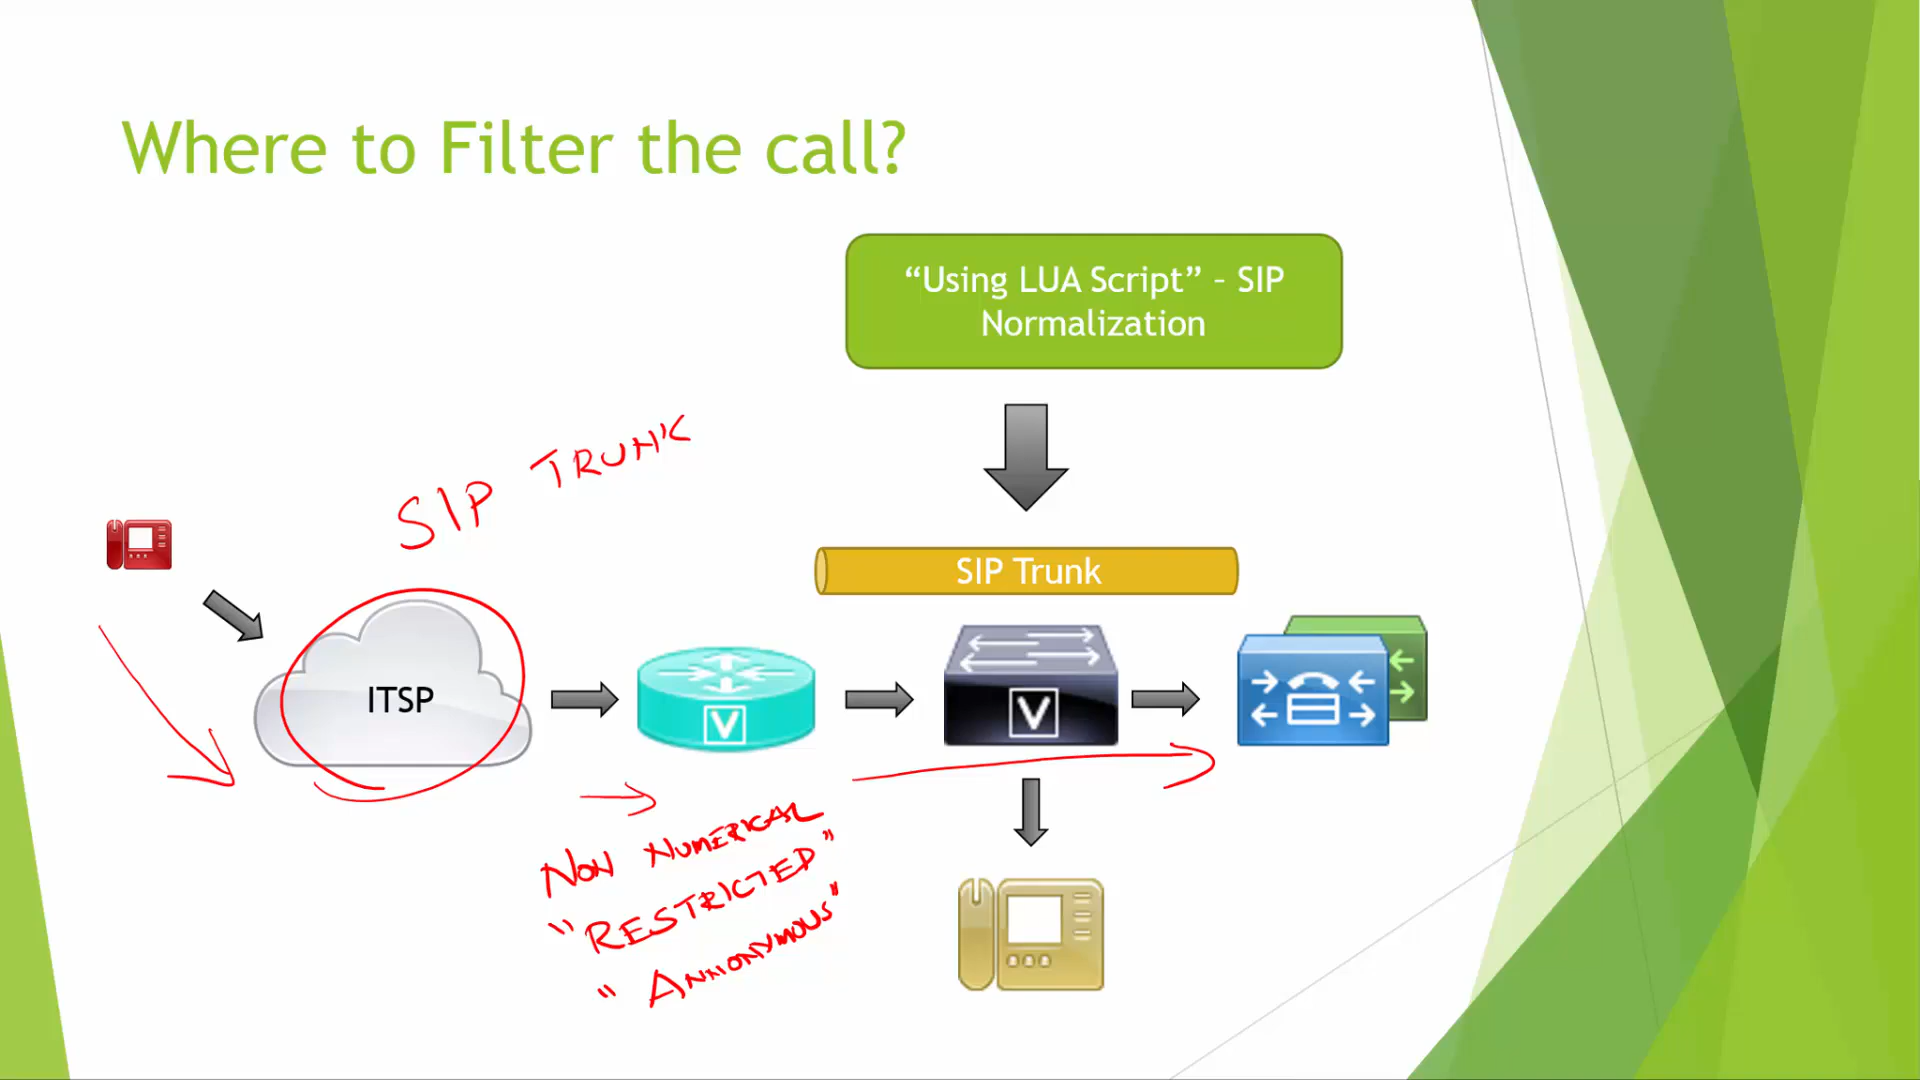 Where to Filter the call?
“Using LUA Script” – SIP
Normalization
SIP TRUNK
SIP Trunk
ITSP
V
V
NON NUMERICAL
"RESTRICTED"
"ANNONYMOUS"